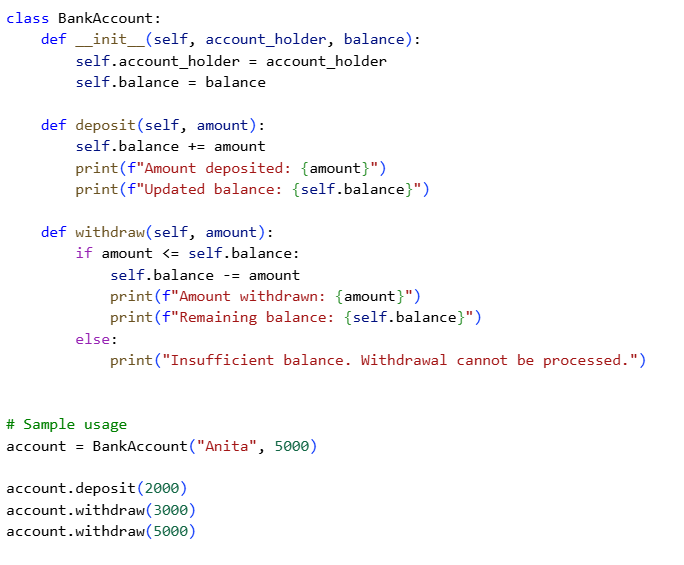 class BankAccount:
    def __init__(self, account_holder, balance):
        self.account_holder = account_holder
        self.balance = balance

    def deposit(self, amount):
        self.balance += amount
        print(f"Amount deposited: {amount}")
        print(f"Updated balance: {self.balance}")

    def withdraw(self, amount):
        if amount <= self.balance:
            self.balance -= amount
            print(f"Amount withdrawn: {amount}")
            print(f"Remaining balance: {self.balance}")
        else:
            print("Insufficient balance. Withdrawal cannot be processed.")


# Sample usage
account = BankAccount("Anita", 5000)

account.deposit(2000)
account.withdraw(3000)
account.withdraw(5000)